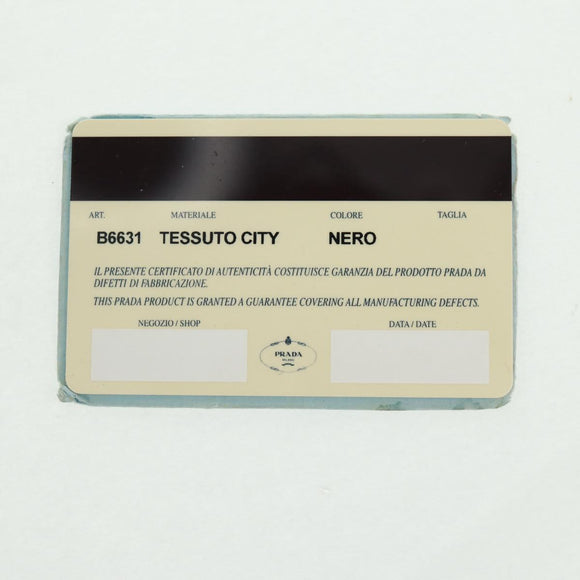 ART. MATERIALE COLORE TAGLIA
B6631 TESSUTO CITY NERO
IL PRESENTE CERTIFICATO DI AUTENTICITÀ COSTITUISCE GARANZIA DEL PRODOTTO PRADA DA
DIFETTI DI FABBRICAZIONE.
THIS PRADA PRODUCT IS GRANTED A GUARANTEE COVERING ALL MANUFACTURING DEFECTS.
NEGOZIO / SHOP DATA / DATE
PRADA
MILANO